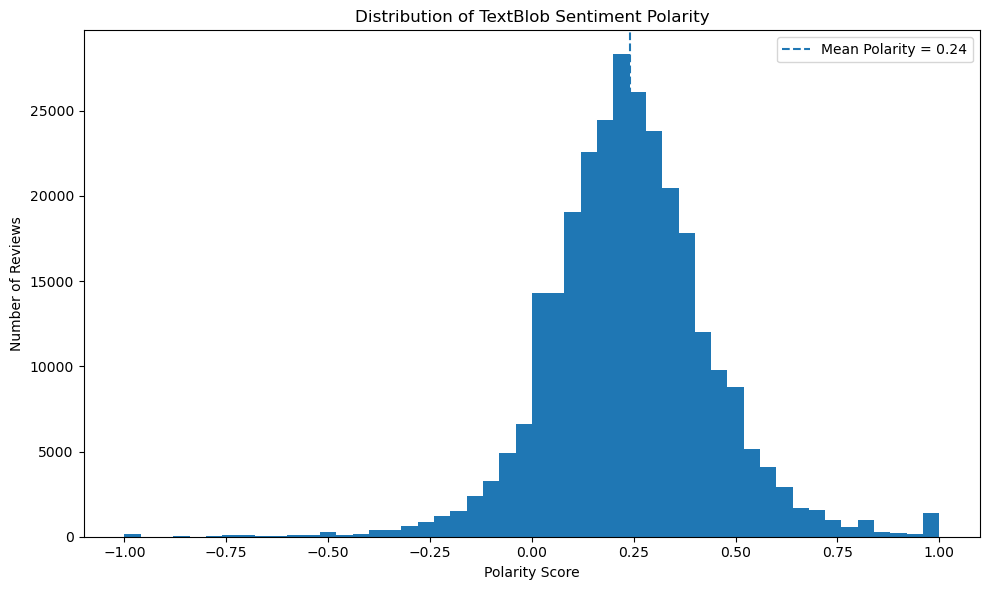 Distribution of TextBlob Sentiment Polarity
Mean Polarity = 0.24
Number of Reviews
25000
20000
15000
10000
5000
0
−1.00 −0.75 −0.50 −0.25 0.00 0.25 0.50 0.75 1.00
Polarity Score